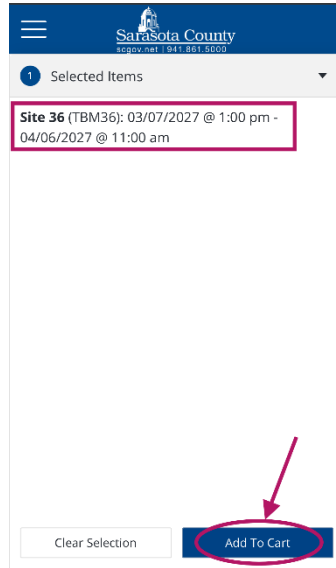 Sarasota County
scgov.net | 941.861.5000
1 Selected Items
Site 36 (TBM36): 03/07/2027 @ 1:00 pm -
04/06/2027 @ 11:00 am
Clear Selection Add To Cart